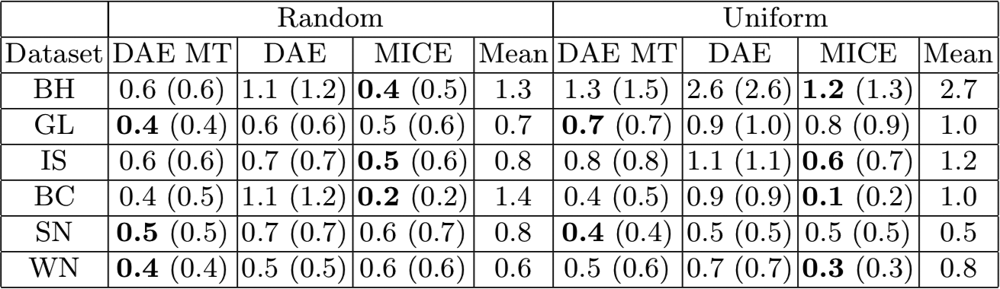 Random Uniform
Dataset DAE MT DAE MICE Mean DAE MT DAE MICE Mean
BH 0.6 (0.6) 1.1 (1.2) 0.4 (0.5) 1.3 1.3 (1.5) 2.6 (2.6) 1.2 (1.3) 2.7
GL 0.4 (0.4) 0.6 (0.6) 0.5 (0.6) 0.7 0.7 (0.7) 0.9 (1.0) 0.8 (0.9) 1.0
IS 0.6 (0.6) 0.7 (0.7) 0.5 (0.6) 0.8 0.8 (0.8) 1.1 (1.1) 0.6 (0.7) 1.2
BC 0.4 (0.5) 1.1 (1.2) 0.2 (0.2) 1.4 0.4 (0.5) 0.9 (0.9) 0.1 (0.2) 1.0
SN 0.5 (0.5) 0.7 (0.7) 0.6 (0.7) 0.8 0.4 (0.4) 0.5 (0.5) 0.5 (0.5) 0.5
WN 0.4 (0.4) 0.5 (0.5) 0.6 (0.6) 0.6 0.5 (0.6) 0.7 (0.7) 0.3 (0.3) 0.8